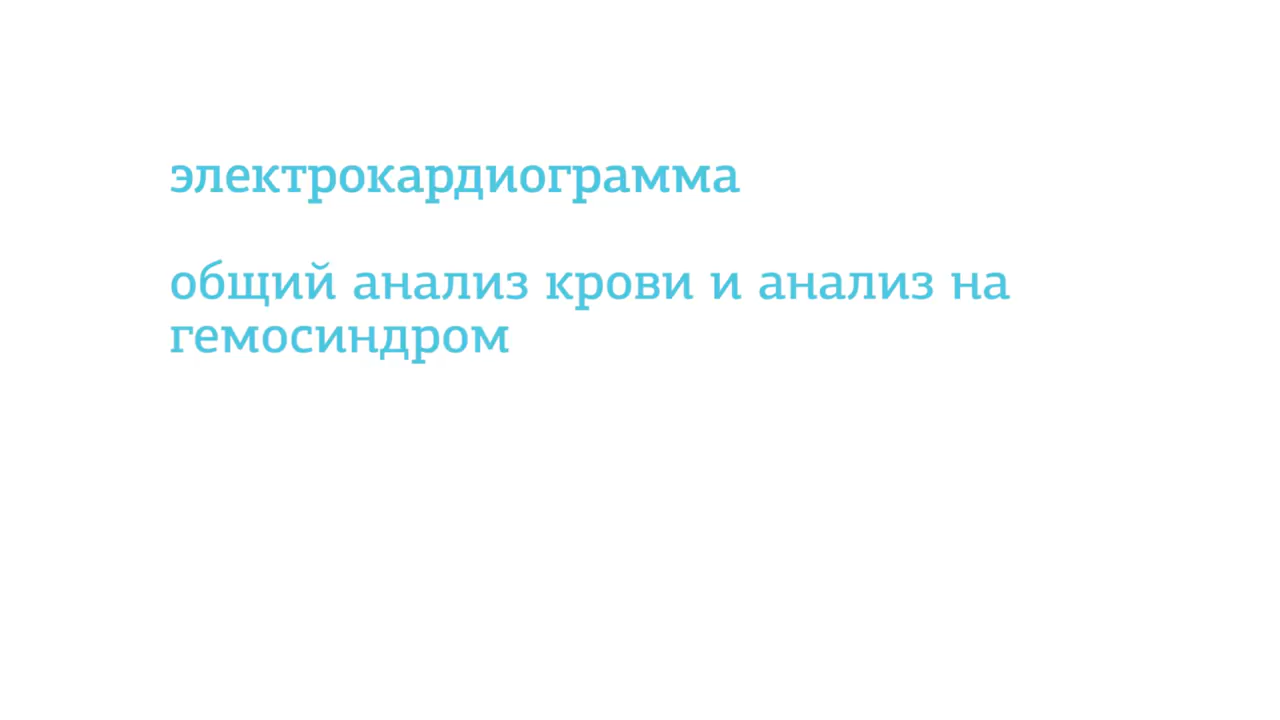 электрокардиограмма
общий анализ крови и анализ на
гемосиндром